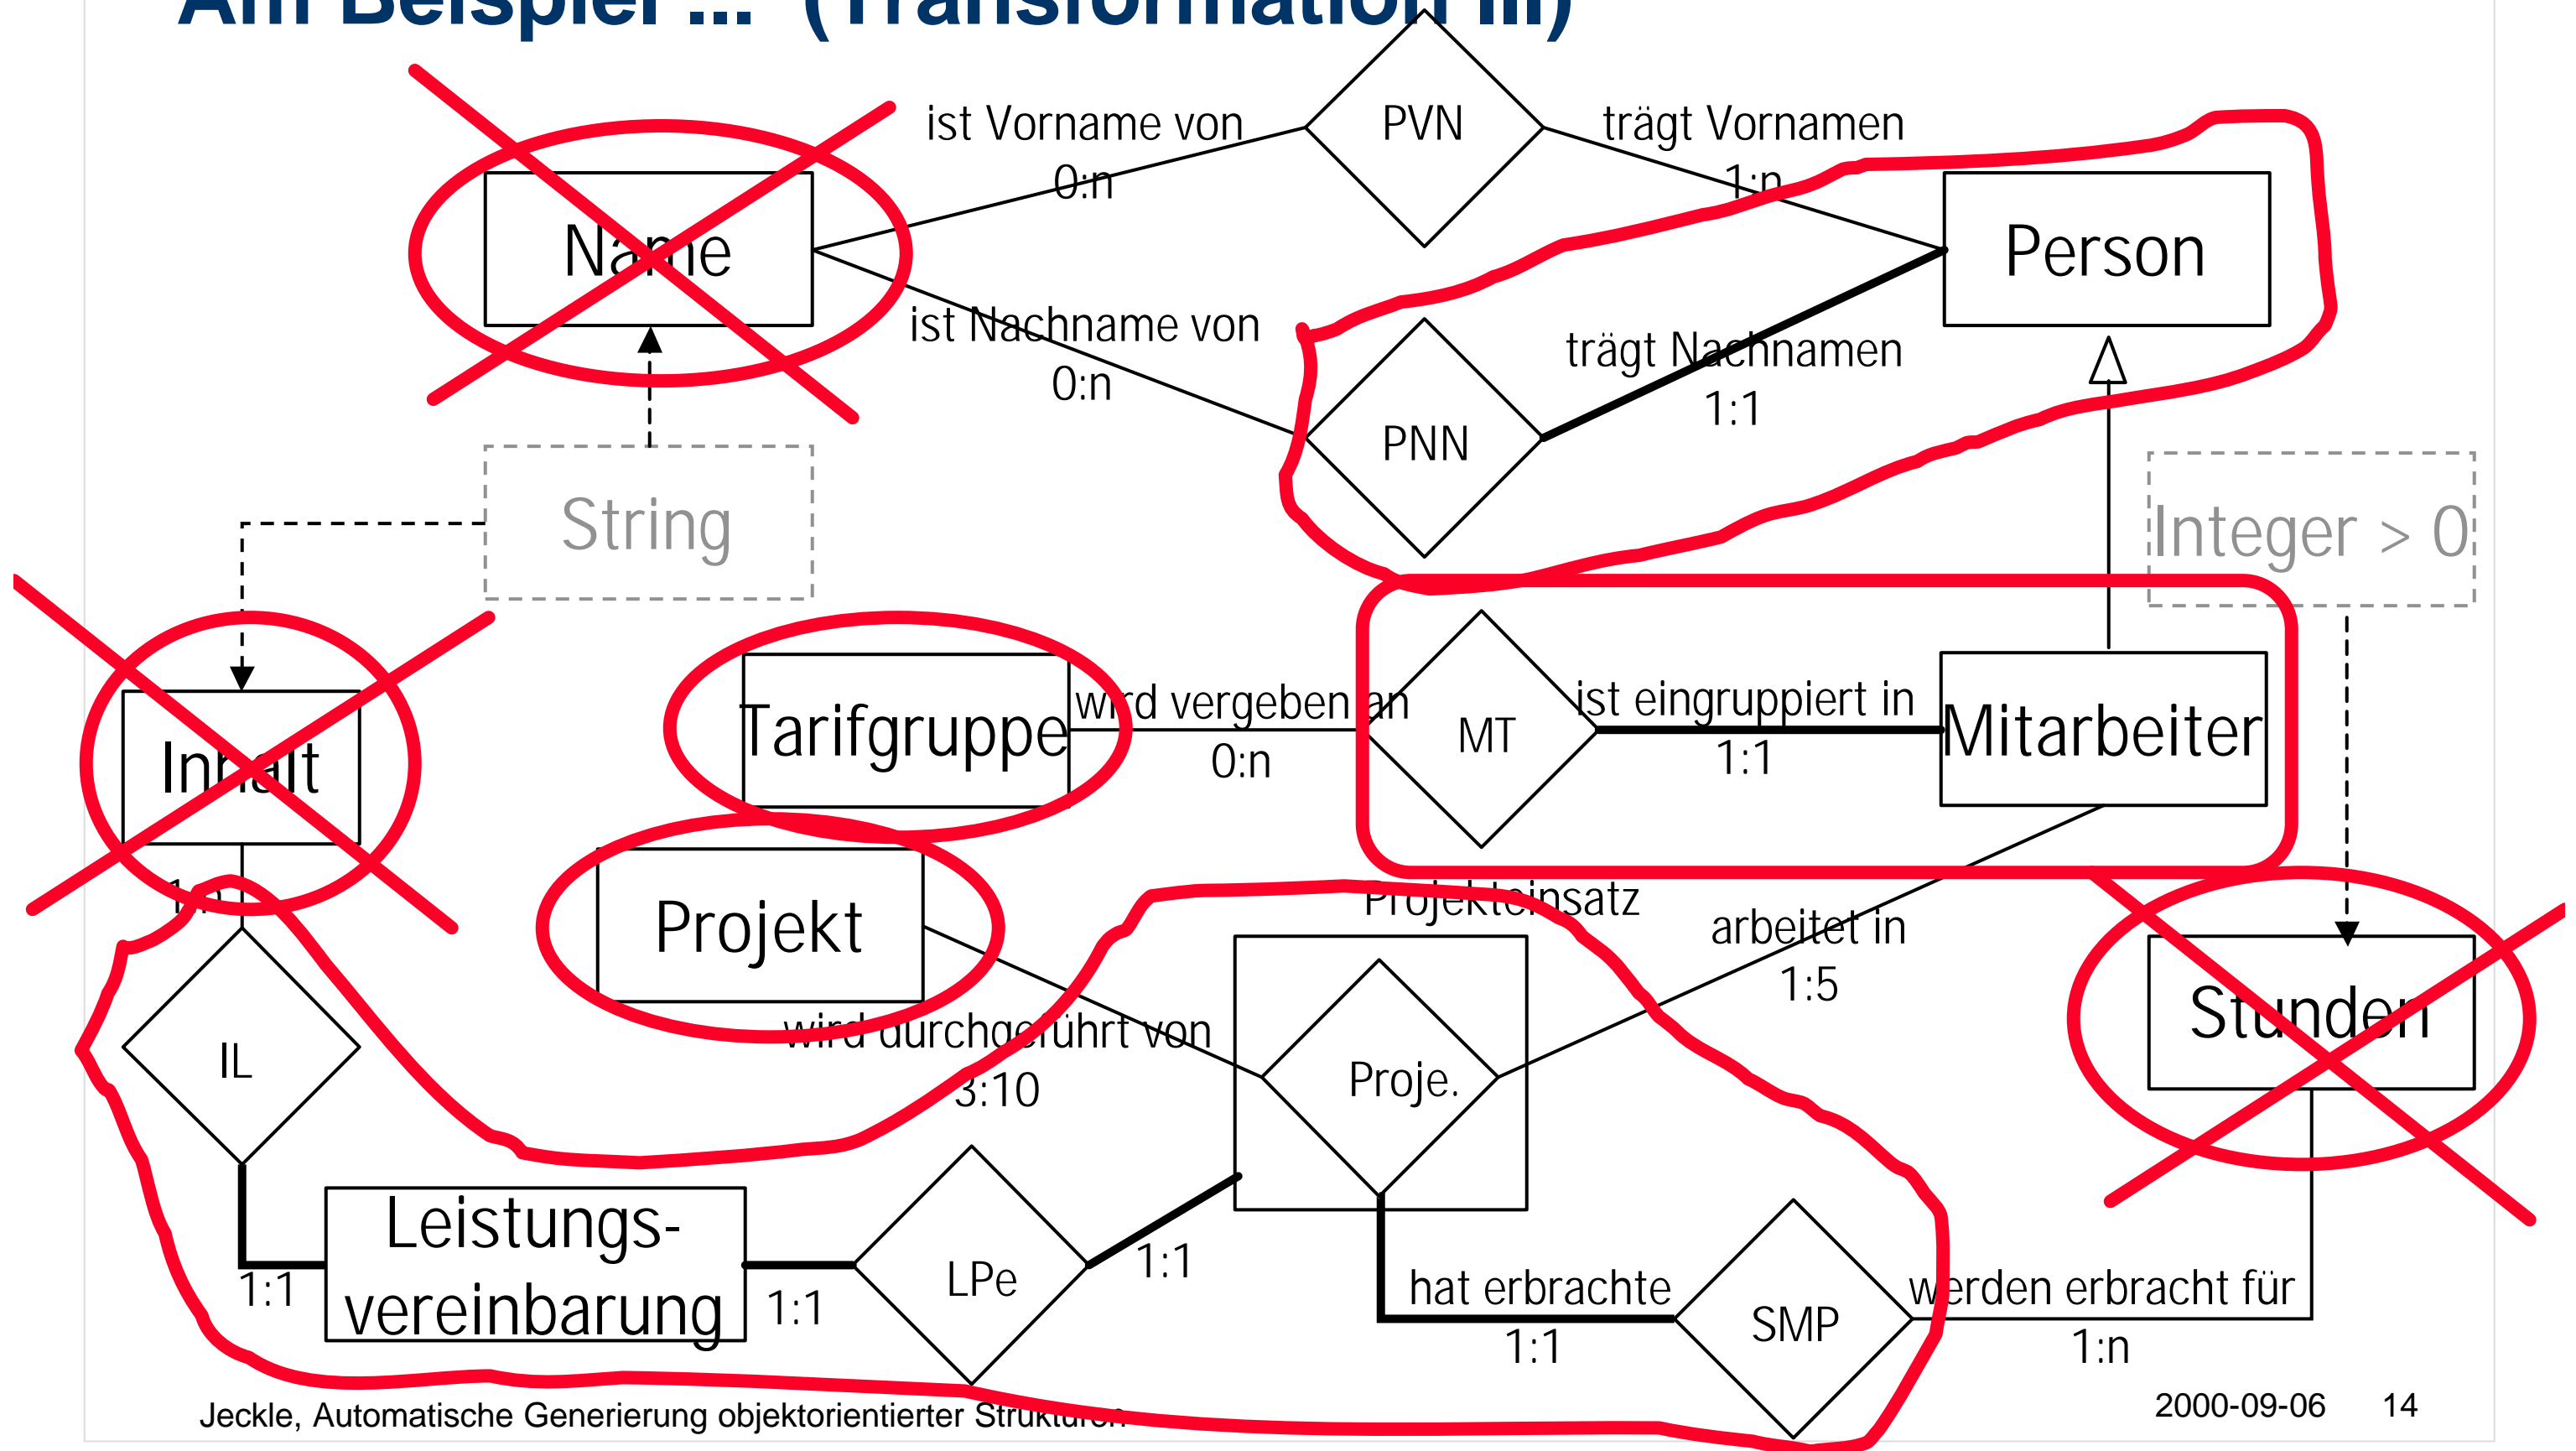 Am Beispiel ... (Transformation III)
ist Vorname von
0:n
PVN
trägt Vornamen
1:n
Name
Person
ist Nachname von
0:n
PNN
trägt Nachnamen
1:1
String
Integer > 0
Inhalt
1:n
Tarifgruppe
wird vergeben an
0:n
MT
ist eingruppiert in
1:1
Mitarbeiter
Projekt
Projekteinsatz
arbeitet in
1:5
Stunden
wird durchgeführt von
3:10
Proje.
IL
1:1
Leistungs-
vereinbarung
1:1
LPe
1:1
hat erbrachte
1:1
SMP
werden erbracht für
1:n
Jeckle, Automatische Generierung objektorientierter Strukturen
2000-09-06 14